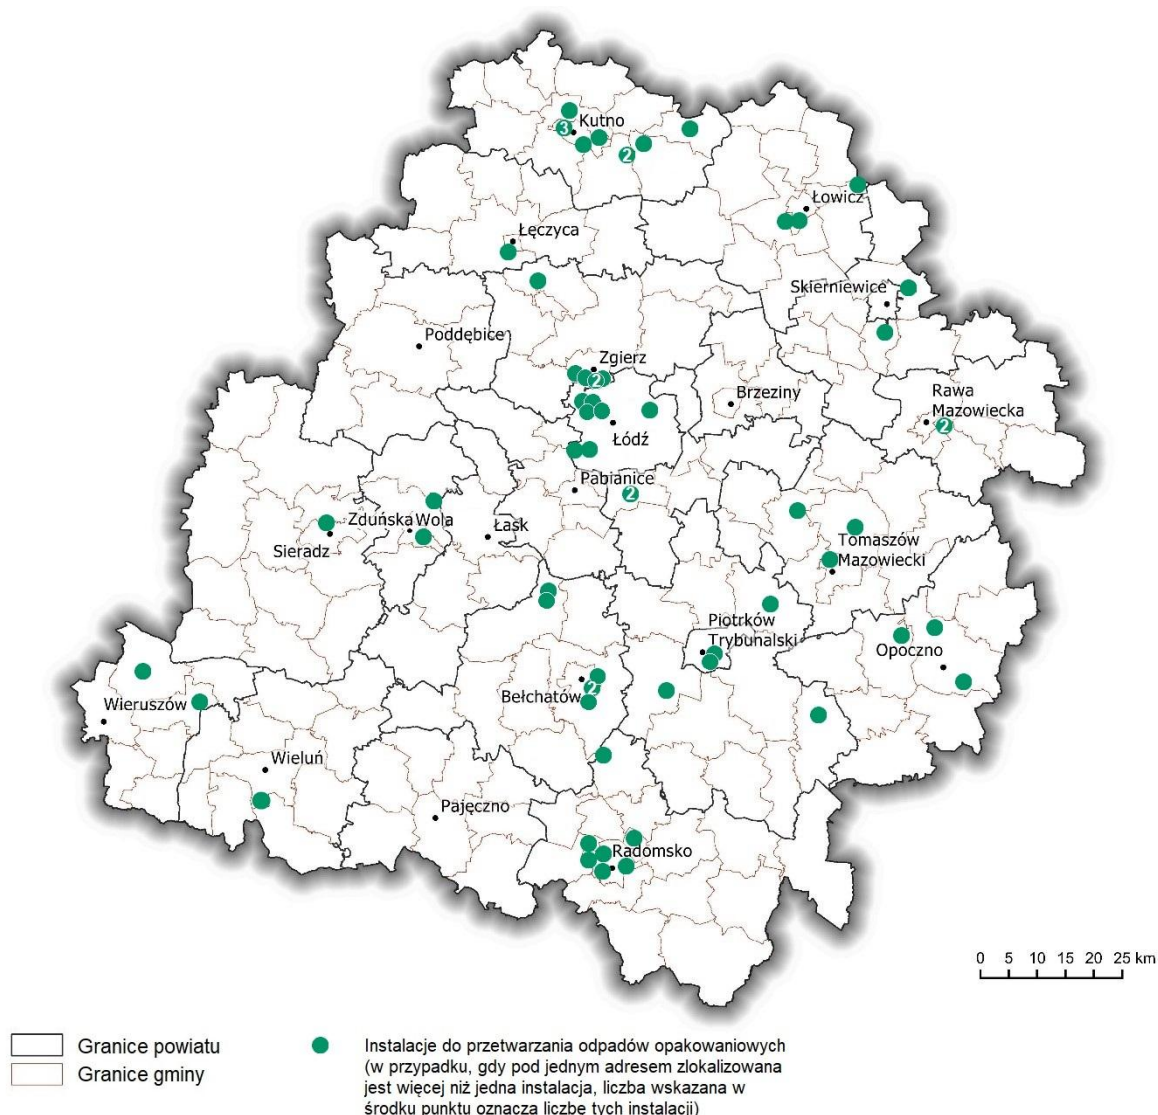 Kutno
3
2
Łowicz
Łęczyca
Skierniewice
Poddębice
Zgierz
2
Brzeziny
Rawa
Mazowiecka
2
Łódź
Pabianice
2
Zduńska Wola
Łask
Sieradz
Tomaszów
Mazowiecki
Piotrków
Trybunalski
Opoczno
Bełchatów
2
Wieruszów
Wieluń
Pajęczno
Radomsko
0 5 10 15 20 25 km
Granice powiatu
Granice gminy
Instalacje do przetwarzania odpadów opakowaniowych
(w przypadku, gdy pod jednym adresem zlokalizowana
jest więcej niż jedna instalacja, liczba wskazana w
środku punktu oznacza liczbę tych instalacji)